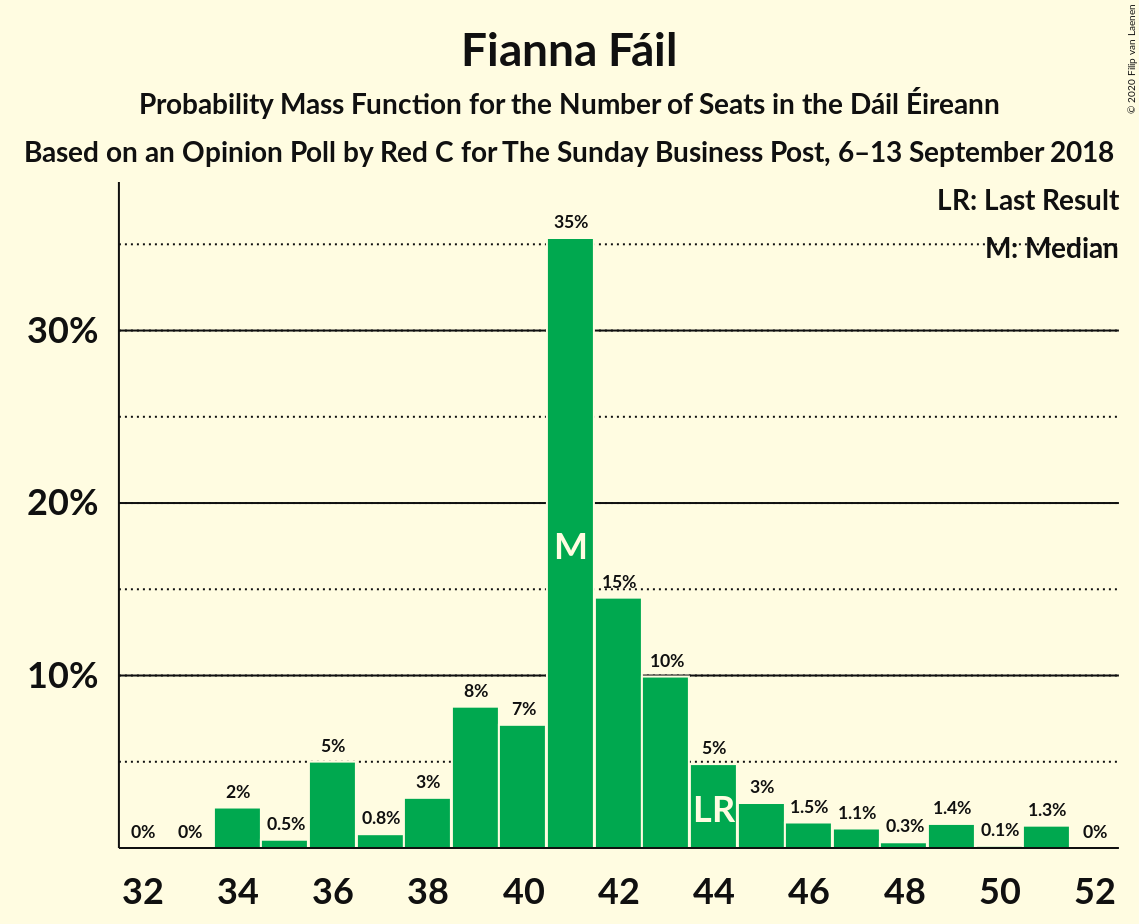 Fianna Fáil
Probability Mass Function for the Number of Seats in the Dáil Éireann
Based on an Opinion Poll by Red C for The Sunday Business Post, 6–13 September 2018
© 2020 Filip van Laenen
LR: Last Result
M: Median
30%
20%
10%
0%
0%
2%
0.5%
5%
0.8%
3%
8%
7%
35%
15%
10%
5%
3%
1.5%
1.1%
0.3%
1.4%
0.1%
1.3%
0%
M
LR
32 34 36 38 40 42 44 46 48 50 52